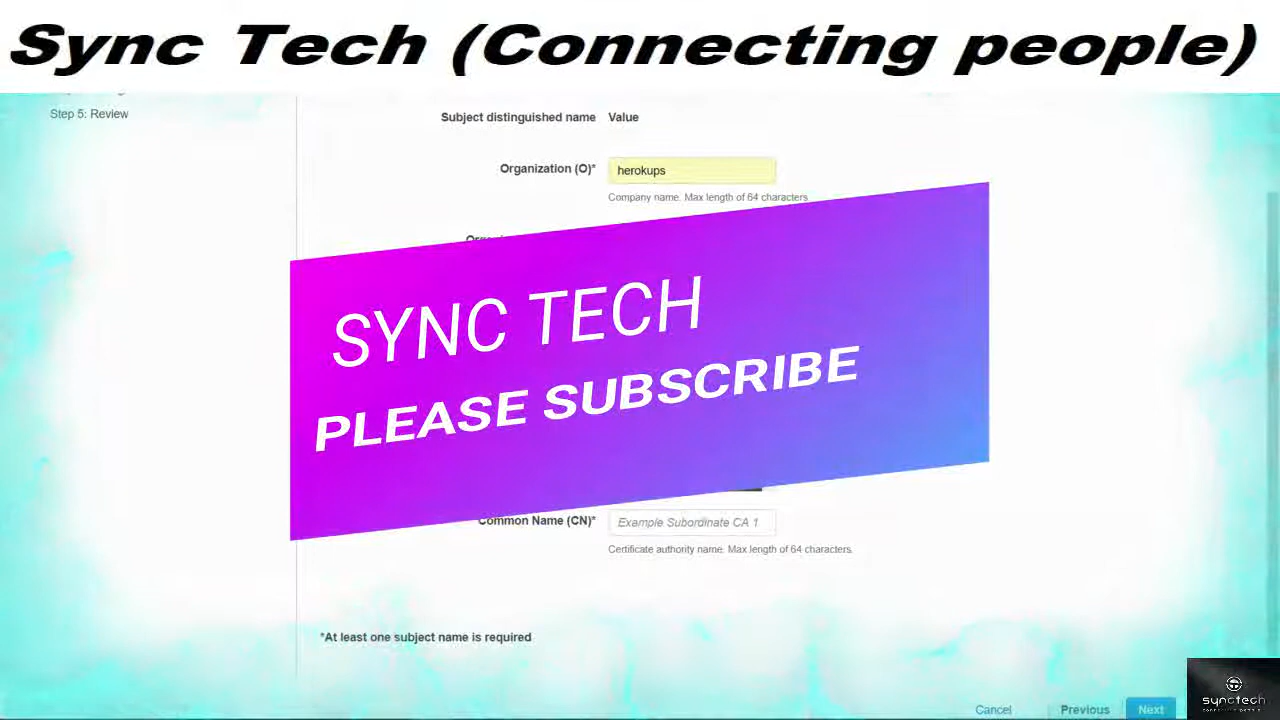 Sync Tech (Connecting people)
Step 5: Review
Subject distinguished name Value
Organization (O)* herokups
Company name. Max length of 64 characters.
SYNC TECH
PLEASE SUBSCRIBE
Common Name (CN)* Example Subordinate CA 1
Certificate authority name. Max length of 64 characters.
*At least one subject name is required
Cancel Previous Next
synctech